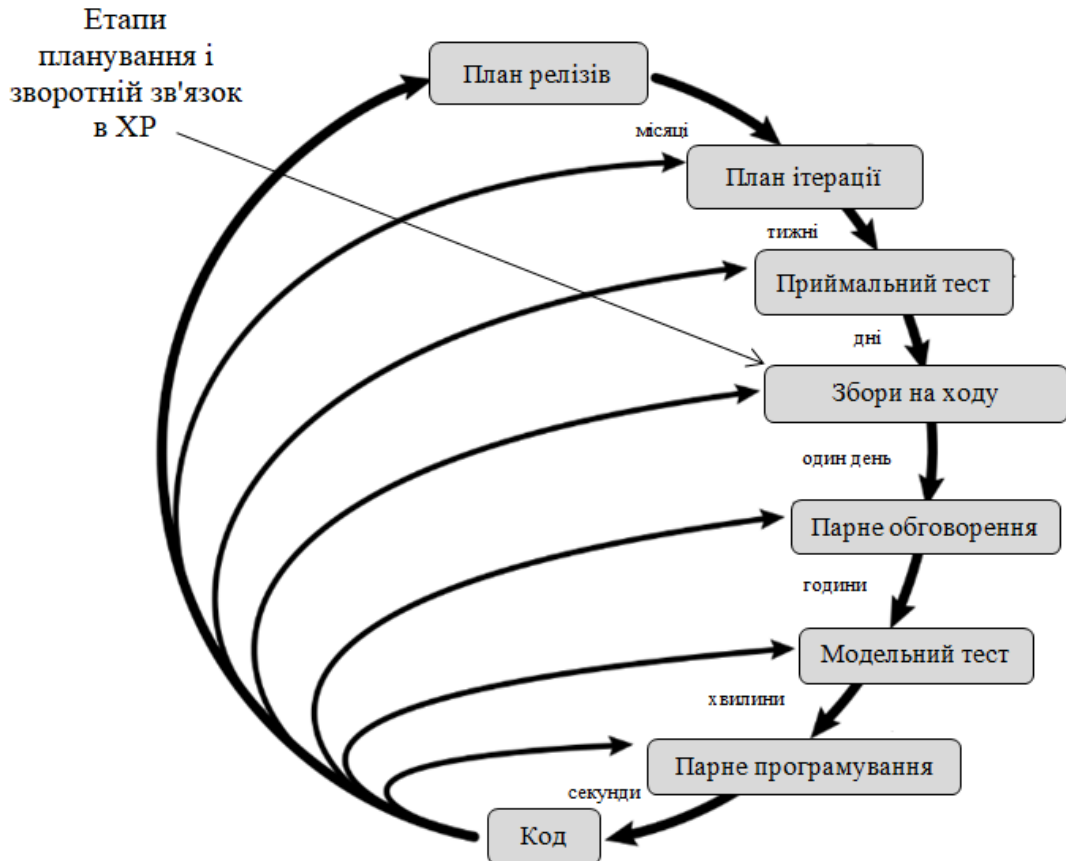 Етапи
планування і
зворотній зв'язок
в XP
План релізів
місяці
План ітерації
тижні
Приймальний тест
дні
Збори на ходу
один день
Парне обговорення
години
Модельний тест
хвилини
Парне програмування
секунди
Код